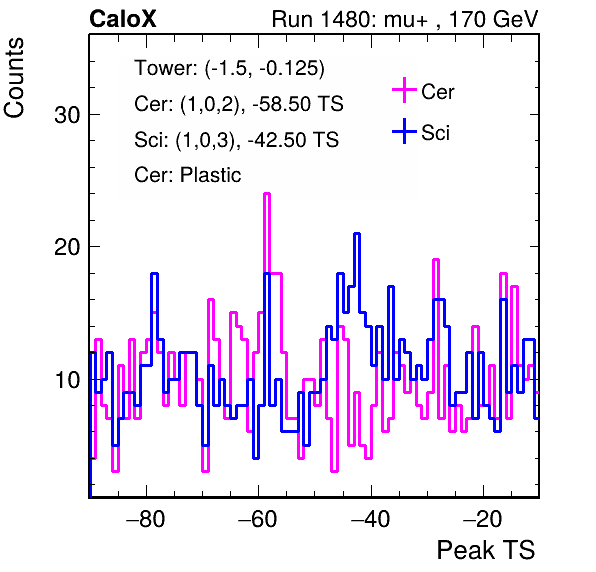 CaloX Run 1480: mu+ , 170 GeV
Counts
Tower: (-1.5, -0.125)
Cer: (1,0,2), -58.50 TS
Sci: (1,0,3), -42.50 TS
Cer: Plastic
Cer
Sci
30
20
10
−80 −60 −40 −20
Peak TS